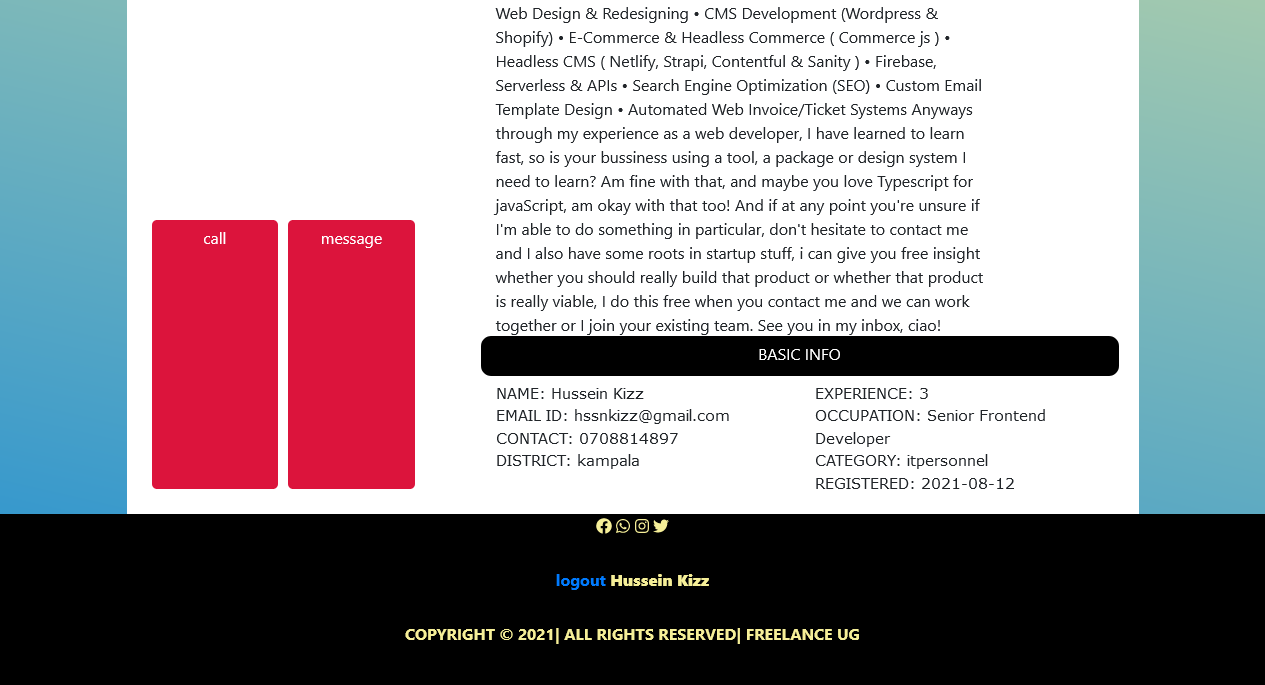 Web Design & Redesigning • CMS Development (Wordpress &
Shopify) • E-Commerce & Headless Commerce ( Commerce js ) •
Headless CMS ( Netlify, Strapi, Contentful & Sanity ) • Firebase,
Serverless & APIs • Search Engine Optimization (SEO) • Custom Email
Template Design • Automated Web Invoice/Ticket Systems Anyways
through my experience as a web developer, I have learned to learn
fast, so is your bussiness using a tool, a package or design system I
need to learn? Am fine with that, and maybe you love Typescript for
javaScript, am okay with that too! And if at any point you're unsure if
I'm able to do something in particular, don't hesitate to contact me
and I also have some roots in startup stuff, i can give you free insight
whether you should really build that product or whether that product
is really viable, I do this free when you contact me and we can work
together or I join your existing team. See you in my inbox, ciao!
call
message
BASIC INFO
NAME: Hussein Kizz
EMAIL ID: hssnkizz@gmail.com
CONTACT: 0708814897
DISTRICT: kampala
EXPERIENCE: 3
OCCUPATION: Senior Frontend
Developer
CATEGORY: itpersonnel
REGISTERED: 2021-08-12
logout Hussein Kizz
COPYRIGHT © 2021| ALL RIGHTS RESERVED| FREELANCE UG